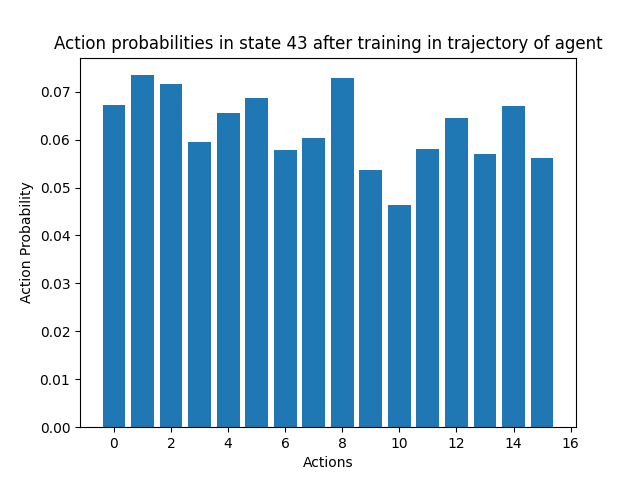 Action probabilities in state 43 after training in trajectory of agent
0.07
0.06
0.05
0.04
0.03
0.02
0.01
0.00
Action Probability
0 2 4 6 8 10 12 14 16
Actions